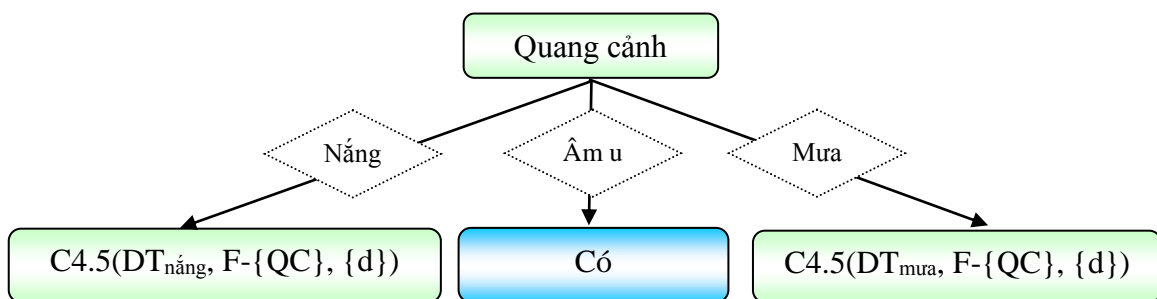 Quang cảnh
Nắng
Âm u
Mưa
C4.5(DTnắng, F-{QC}, {d})
Có
C4.5(DTmưa, F-{QC}, {d})